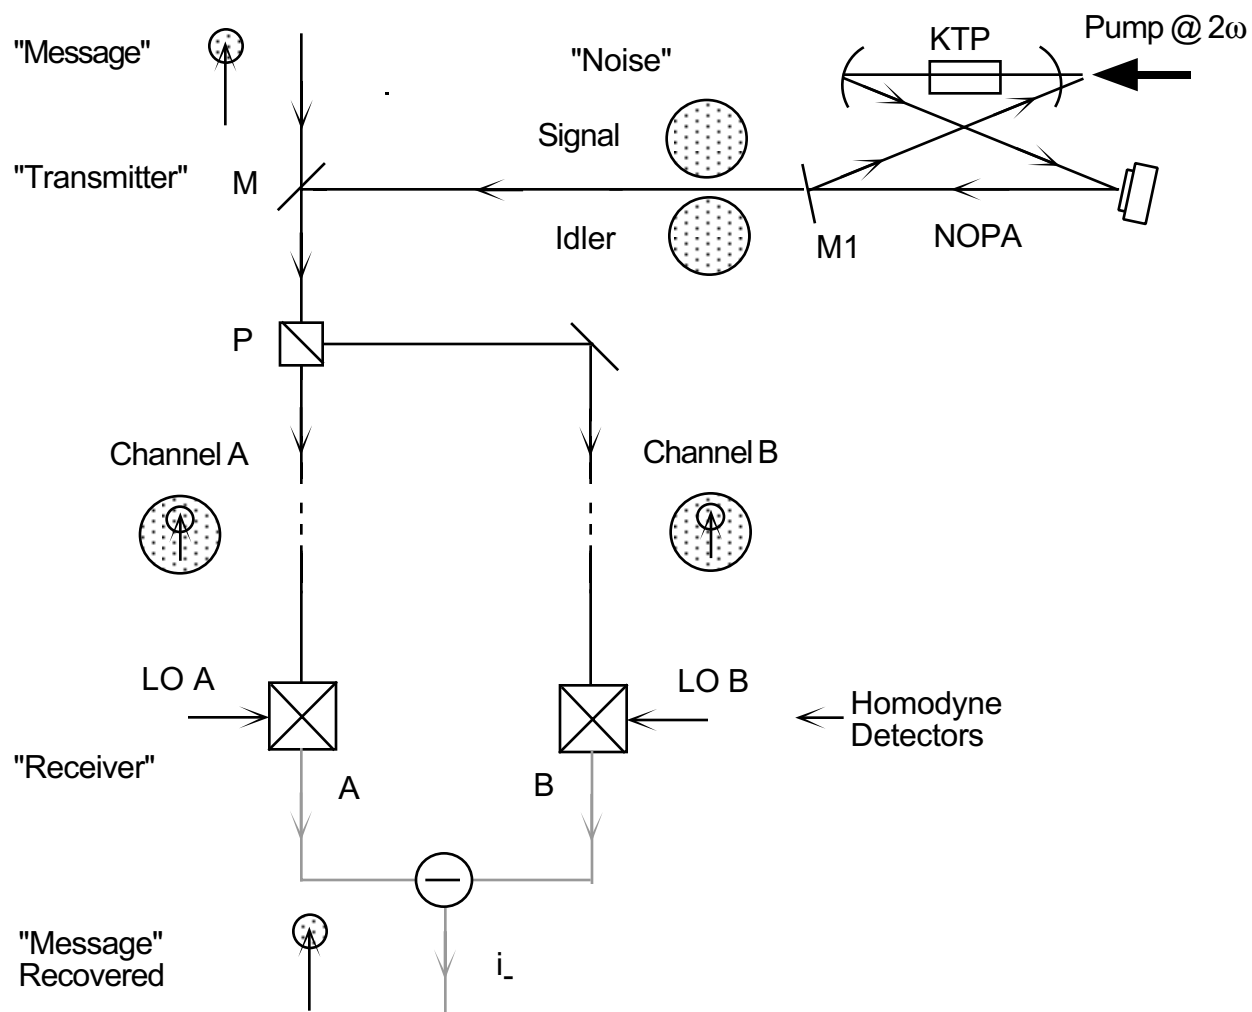 "Message"
"Noise"
KTP
Pump @ 2ω
Signal
"Transmitter"
M
Idler
M1
NOPA
P
Channel A
Channel B
LO A
LO B
Homodyne
Detectors
"Receiver"
A
B
"Message"
Recovered
i-